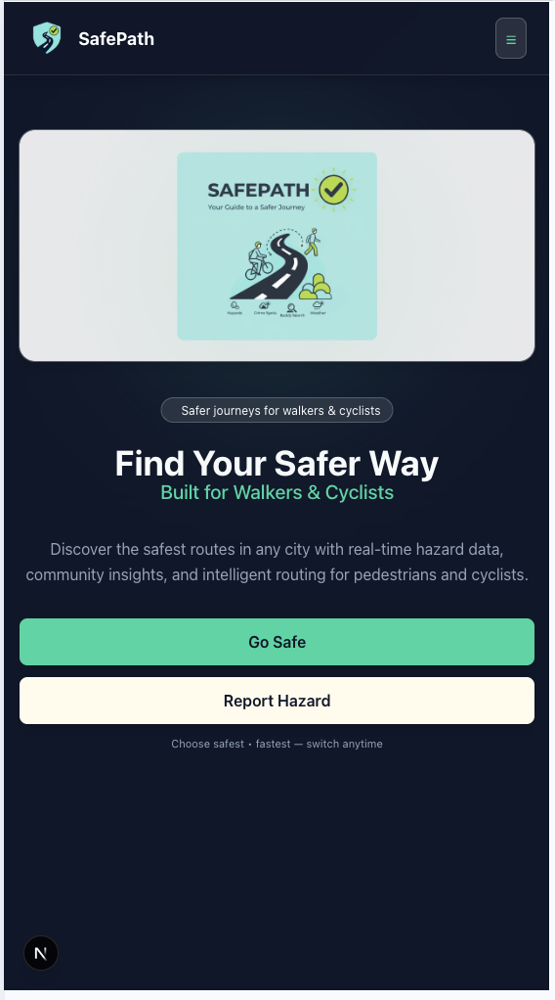 SafePath
SAFEPATH
Your Guide to a Safer Journey
Hazards
Weather
Safer journeys for walkers & cyclists
Find Your Safer Way
Built for Walkers & Cyclists
Discover the safest routes in any city with real-time hazard data,
community insights, and intelligent routing for pedestrians and cyclists.
Go Safe
Report Hazard
Choose safest • fastest — switch anytime
N